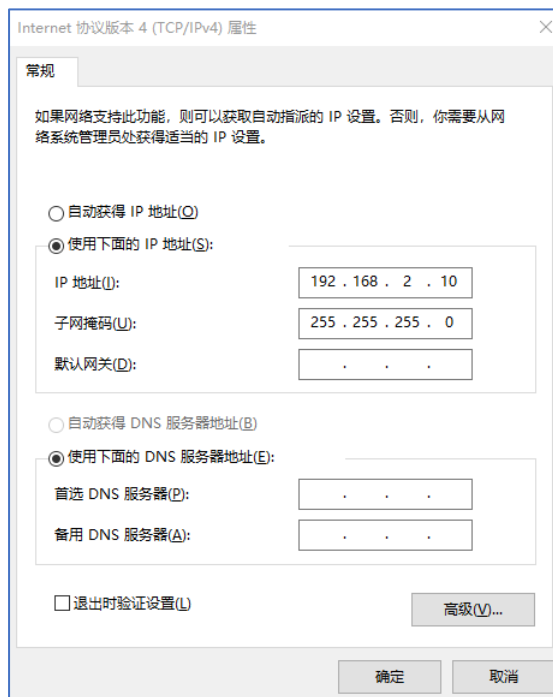 Internet 协议版本 4 (TCP/IPv4) 属性
常规
如果网络支持此功能，则可以获取自动指派的 IP 设置。否则，你需要从网
络系统管理员处获得适当的 IP 设置。
自动获得 IP 地址(O)
使用下面的 IP 地址(S):
IP 地址(I): 192 . 168 . 2 . 10
子网掩码(U): 255 . 255 . 255 . 0
默认网关(D): . . .
自动获得 DNS 服务器地址(B)
使用下面的 DNS 服务器地址(E):
首选 DNS 服务器(P): . . .
备用 DNS 服务器(A): . . .
退出时验证设置(L)
高级(V)...
确定 取消